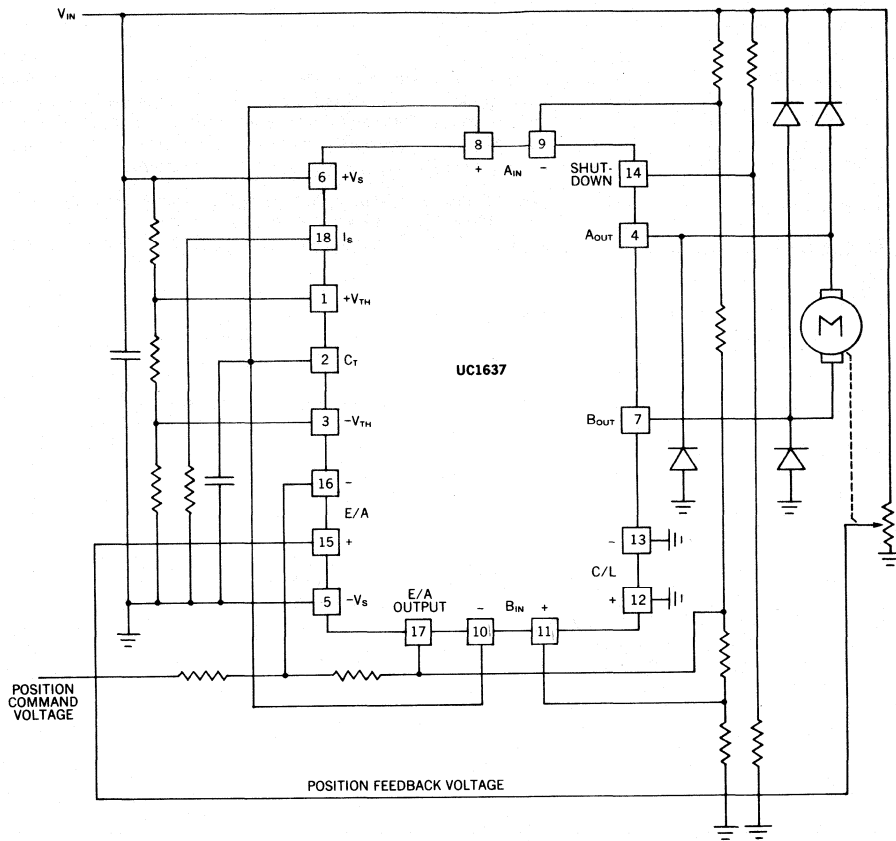 VIN
8
9
+ AIN -
6 +VS
SHUT-
DOWN 14
18 IS
AOUT 4
1 +VTH
2 CT
UC1637
M
3 -VTH
BOUT 7
16 -
E/A
15 +
- 13
C/L
+ 12
5 -VS
E/A
OUTPUT
- BIN +
17 10 11
POSITION
COMMAND
VOLTAGE
POSITION FEEDBACK VOLTAGE